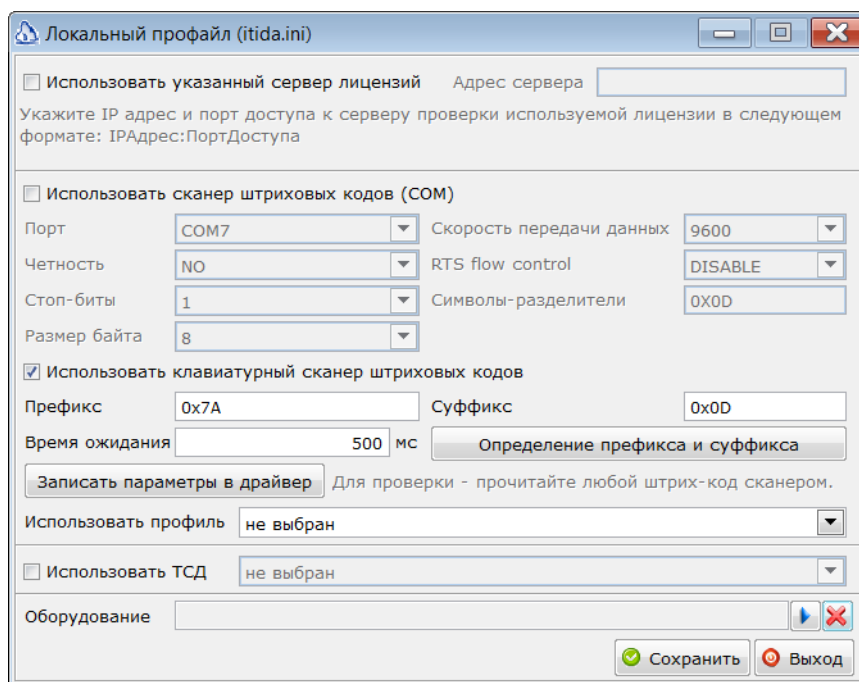 Локальный профайл (itida.ini)
Использовать указанный сервер лицензий Адрес сервера
Укажите IP адрес и порт доступа к серверу проверки используемой лицензии в следующем
формате: IPАдрес:ПортДоступа
Использовать сканер штриховых кодов (COM)
Порт COM7 Скорость передачи данных 9600
Четность NO RTS flow control DISABLE
Стоп-биты 1 Символы-разделители 0X0D
Размер байта 8
Использовать клавиатурный сканер штриховых кодов
Префикс 0x7A Суффикс 0x0D
Время ожидания 500 мс Определение префикса и суффикса
Записать параметры в драйвер Для проверки - прочитайте любой штрих-код сканером.
Использовать профиль не выбран
Использовать ТСД не выбран
Оборудование
Сохранить Выход